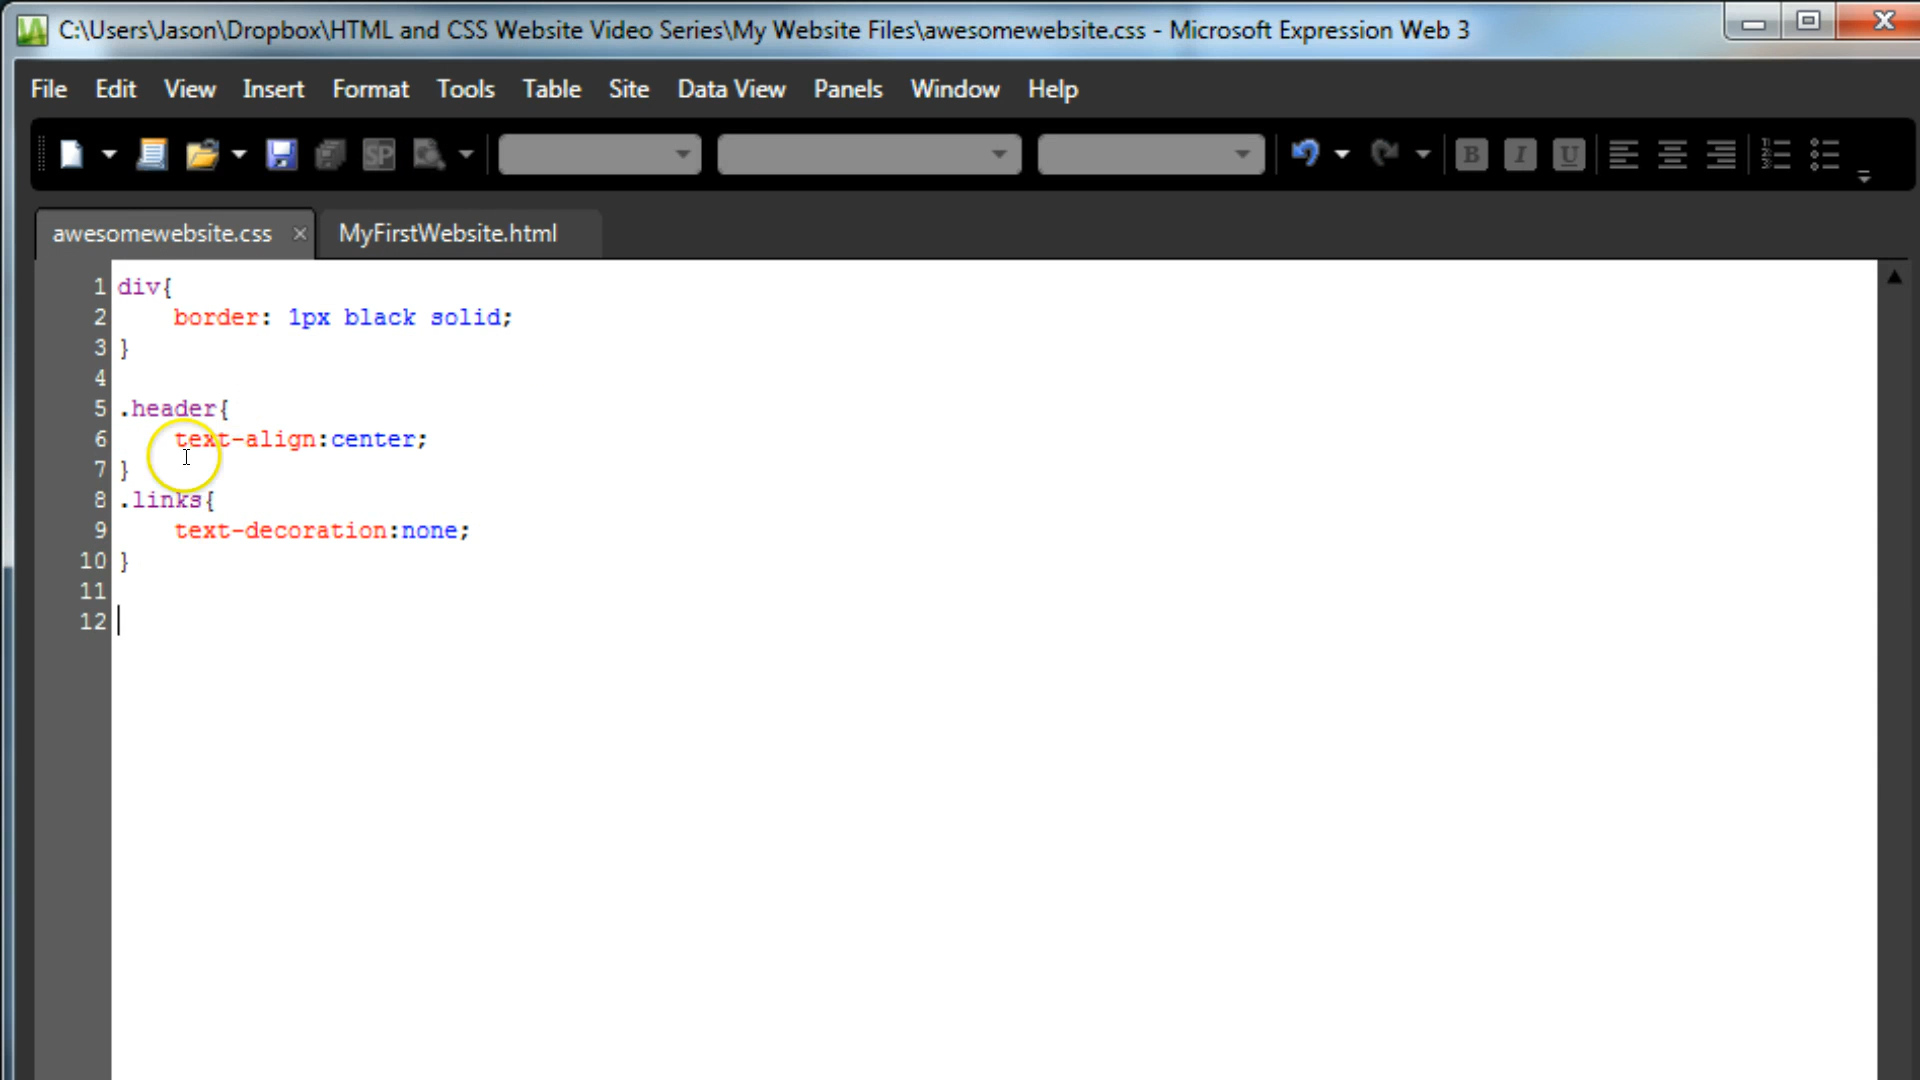 C:\Users\Jason\Dropbox\HTML and CSS Website Video Series\My Website Files\awesomewebsite.css - Microsoft Expression Web 3
File Edit View Insert Format Tools Table Site Data View Panels Window Help
SP B I U
awesomewebsite.css × MyFirstWebsite.html
1 div{
2 border: 1px black solid;
3 }
4
5 .header{
6 text-align:center;
7 }
8 .links{
9 text-decoration:none;
10 }
11
12